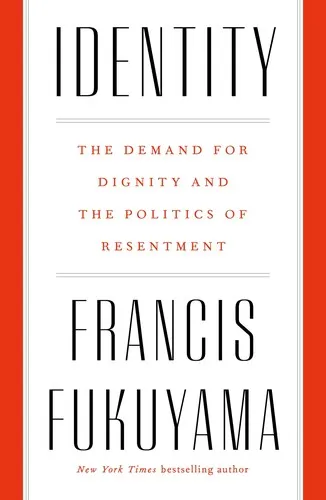 IDENTITY
THE DEMAND FOR
DIGNITY AND
THE POLITICS OF
RESENTMENT
FRANCIS
FUKUYAMA
New York Times bestselling author